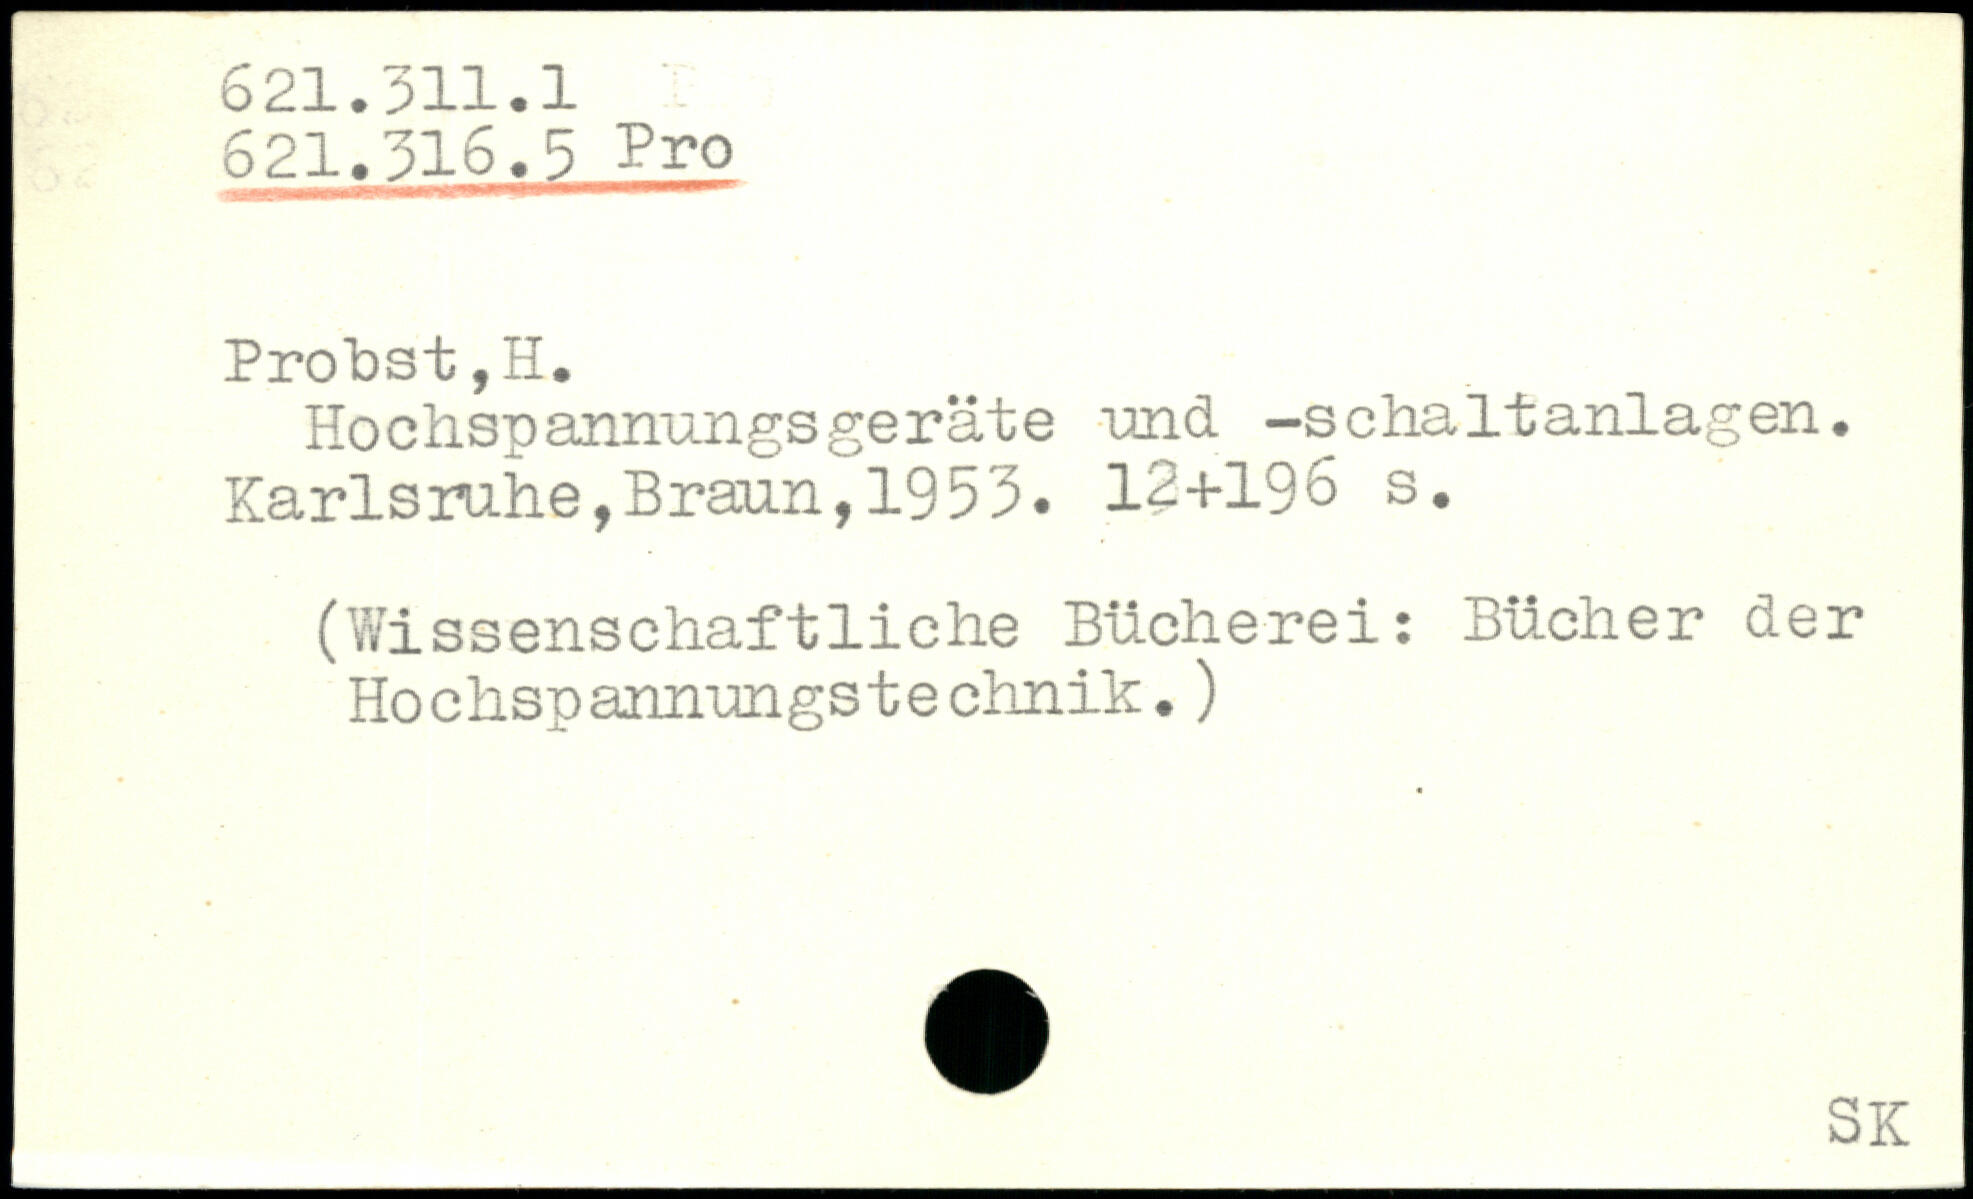 621.311.1
621.316.5 Pro
Probst,H.
Hochspannungsgeräte und -schaltanlagen.
Karlsruhe,Braun,1953. 12+196 s.
(Wissenschaftliche Bücherei: Bücher der
Hochspannungstechnik.)
SK